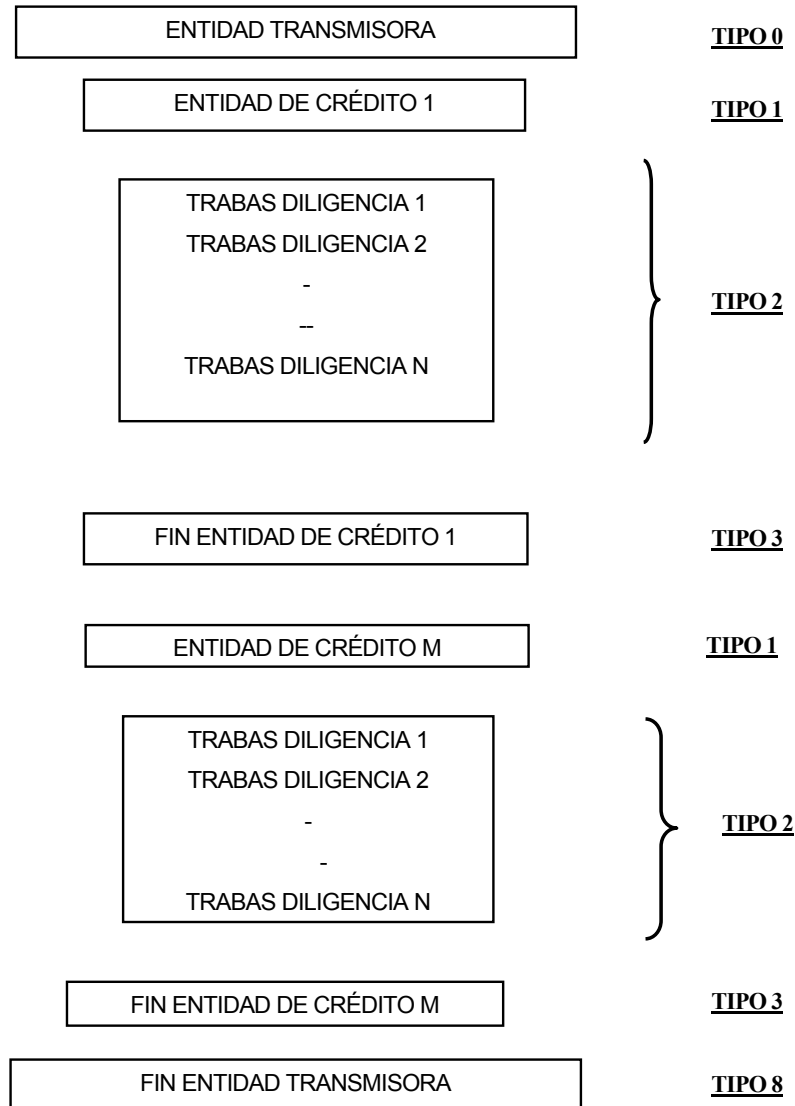 ENTIDAD TRANSMISORA TIPO 0
ENTIDAD DE CRÉDITO 1 TIPO 1
TRABAS DILIGENCIA 1
TRABAS DILIGENCIA 2
-
--
TRABAS DILIGENCIA N
TIPO 2
FIN ENTIDAD DE CRÉDITO 1 TIPO 3
ENTIDAD DE CRÉDITO M TIPO 1
TRABAS DILIGENCIA 1
TRABAS DILIGENCIA 2
-
-
TRABAS DILIGENCIA N
TIPO 2
FIN ENTIDAD DE CRÉDITO M TIPO 3
FIN ENTIDAD TRANSMISORA TIPO 8